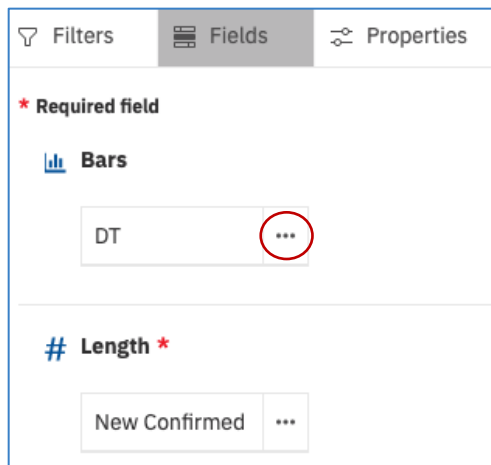 Filters Fields Properties
* Required field
Bars
DT ...
# Length *
New Confirmed ...